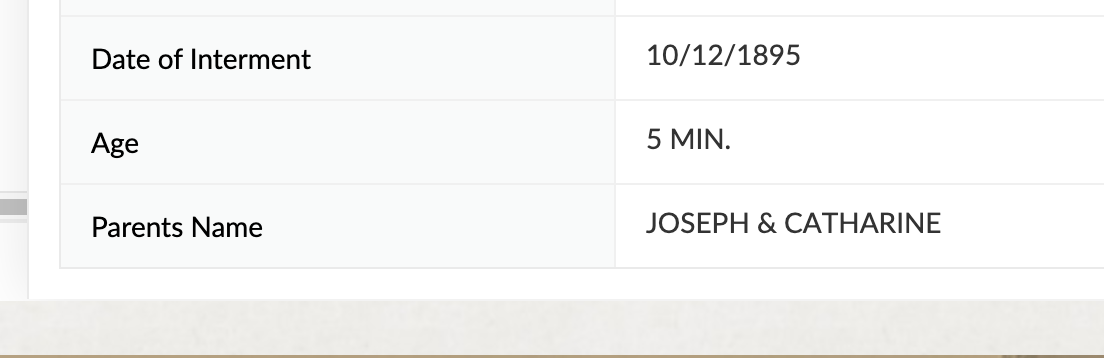 Date of Interment 10/12/1895
Age 5 MIN.
Parents Name JOSEPH & CATHARINE